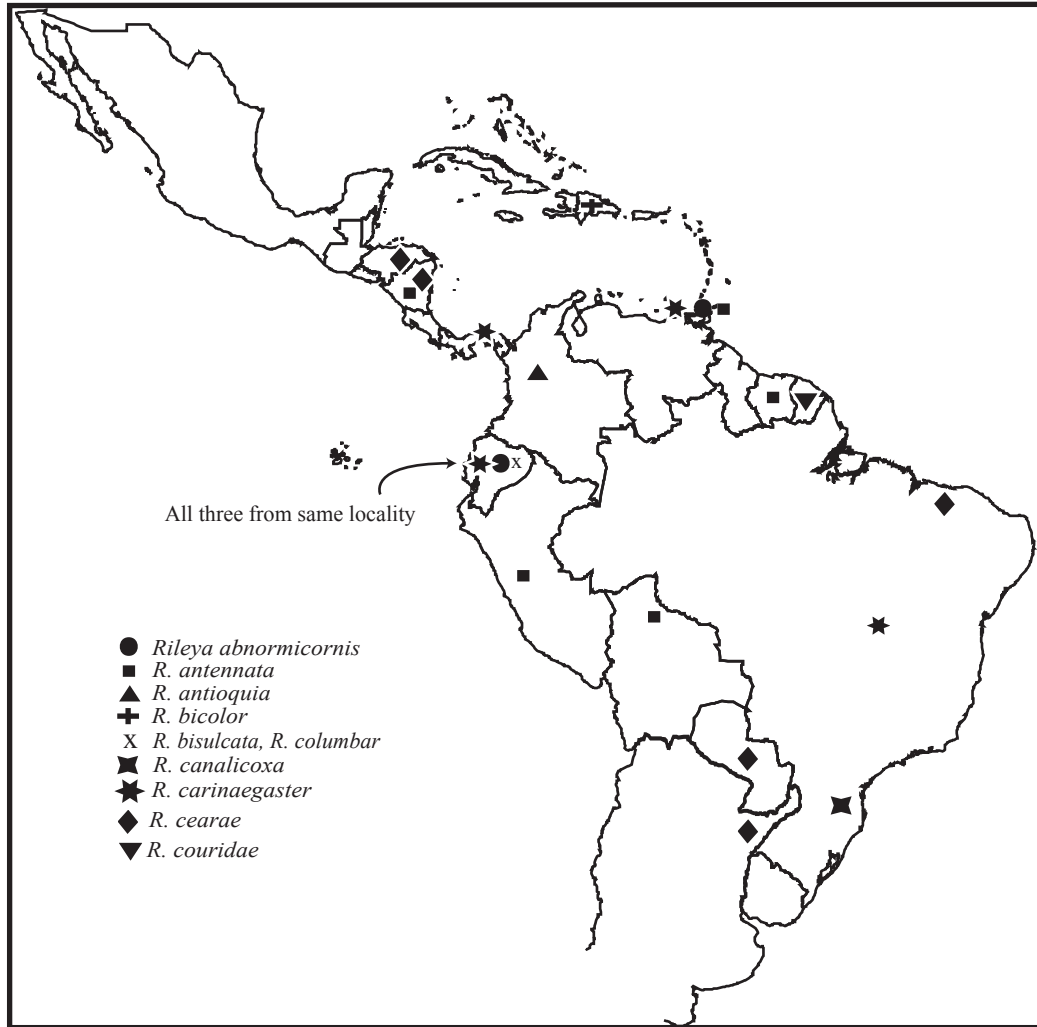 x
All three from same locality
Rileya abnormicornis
R. antennata
R. antioquia
R. bicolor
x R. bisulcata, R. columbar
R. canalicoxa
R. carinaegaster
R. cearae
R. couridae